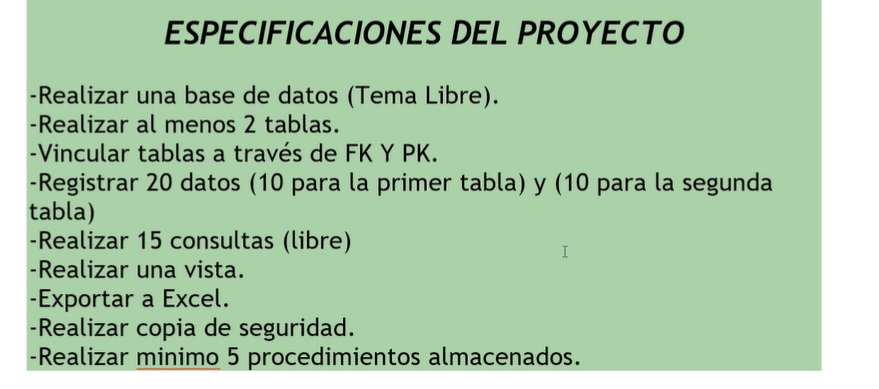 ESPECIFICACIONES DEL PROYECTO
-Realizar una base de datos (Tema Libre).
-Realizar al menos 2 tablas.
-Vincular tablas a través de FK Y PK.
-Registrar 20 datos (10 para la primer tabla) y (10 para la segunda
tabla)
-Realizar 15 consultas (libre)
-Realizar una vista.
-Exportar a Excel.
-Realizar copia de seguridad.
-Realizar minimo 5 procedimientos almacenados.